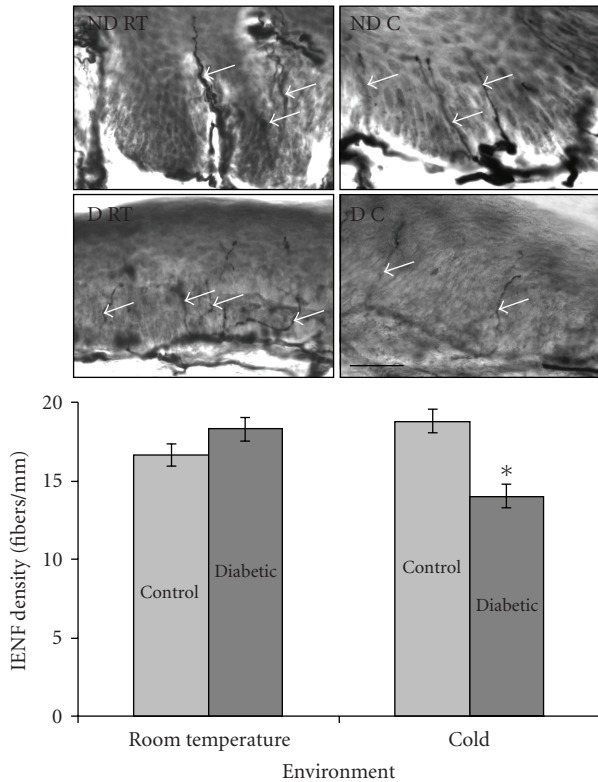 ND RT
ND C
D RT
D C
20
15
10
5
0
IENF density (fibers/mm)
Control
Diabetic
Control
*
Diabetic
Room temperature
Cold
Environment